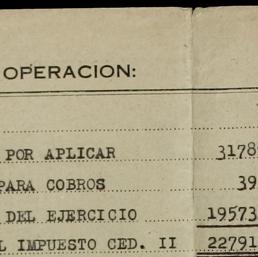 OPERACION:
POR APLICAR 3178
PARA COBROS 39
DEL EJERCICIO 19573
L IMPUESTO CED. II 22791